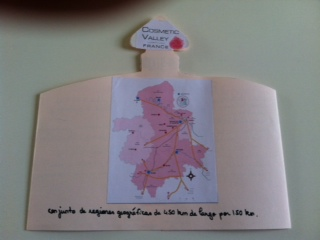 COSMETIC
VALLEY
FRANCE
conjunto de regiones geográficas de 450 km de largo por 150 km.